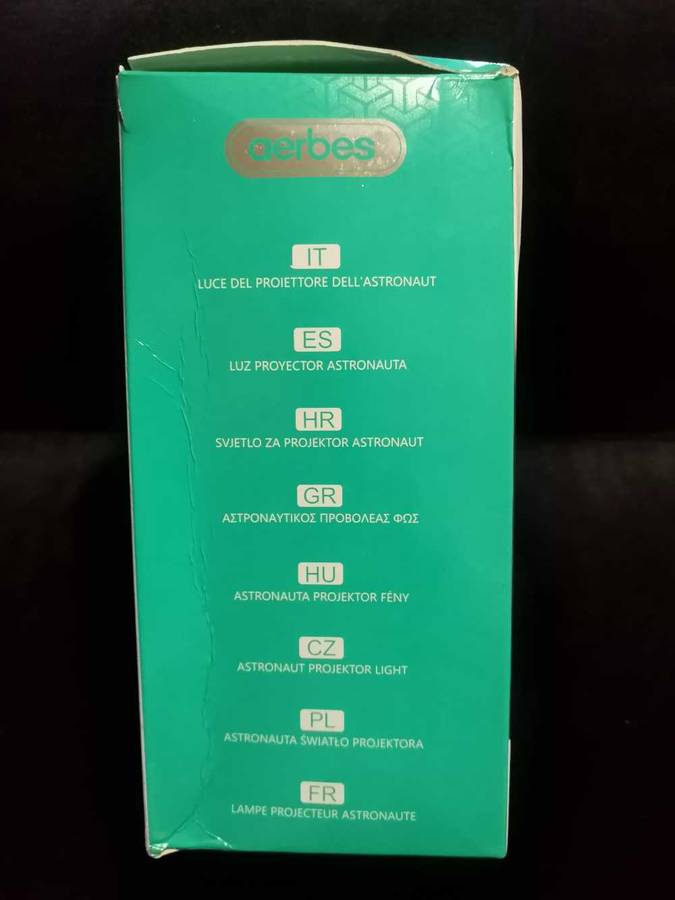 aerbes
IT
LUCE DEL PROIETTORE DELL'ASTRONAUT
ES
LUZ PROYECTOR ASTRONAUTA
HR
SVJETLO ZA PROJEKTOR ASTRONAUT
GR
ΑΣΤΡΟΝΑΥΤΙΚΟΣ ΠΡΟΒΟΛΕΑΣ ΦΩΣ
HU
ASTRONAUTA PROJEKTOR FÉNY
CZ
ASTRONAUT PROJEKTOR LIGHT
PL
ASTRONAUTA ŚWIATŁO PROJEKTORA
FR
LAMPE PROJECTEUR ASTRONAUTE